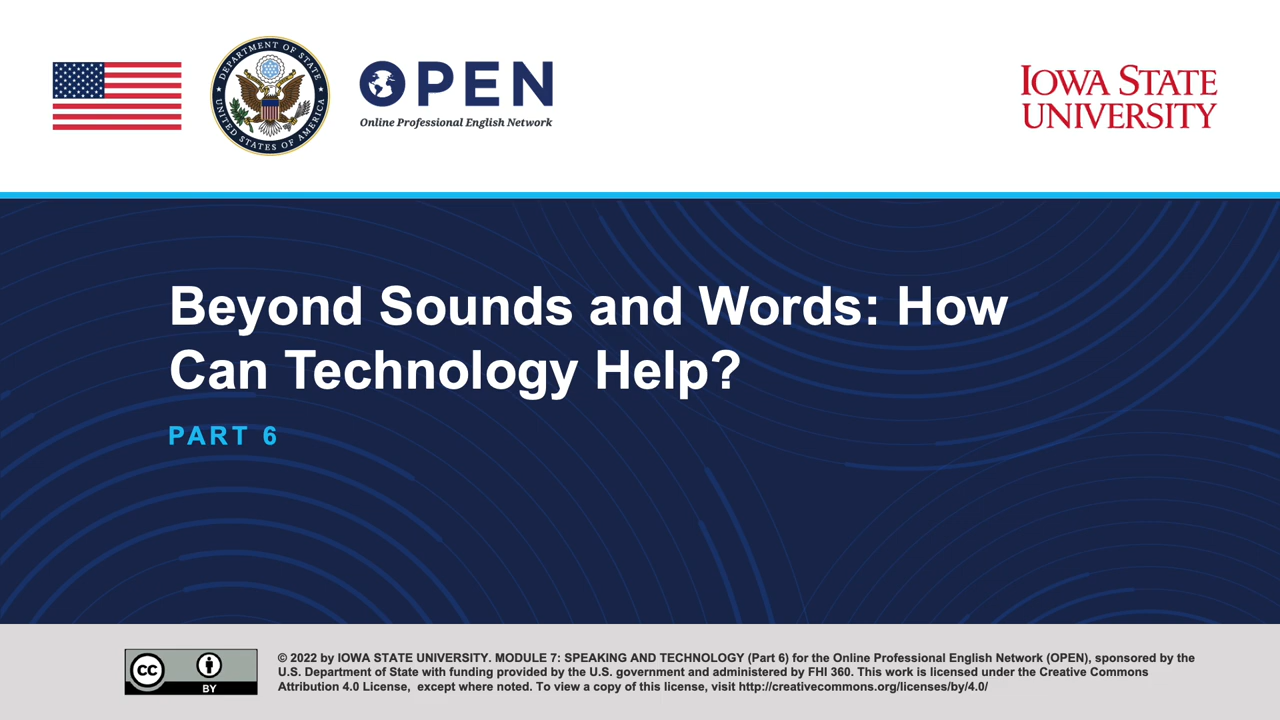 DEPARTMENT OF STATE
UNITED STATES OF AMERICA
OPEN
Online Professional English Network
IOWA STATE
UNIVERSITY
Beyond Sounds and Words: How
Can Technology Help?
PART 6
cc
BY
© 2022 by IOWA STATE UNIVERSITY. MODULE 7: SPEAKING AND TECHNOLOGY (Part 6) for the Online Professional English Network (OPEN), sponsored by the
U.S. Department of State with funding provided by the U.S. government and administered by FHI 360. This work is licensed under the Creative Commons
Attribution 4.0 License, except where noted. To view a copy of this license, visit http://creativecommons.org/licenses/by/4.0/